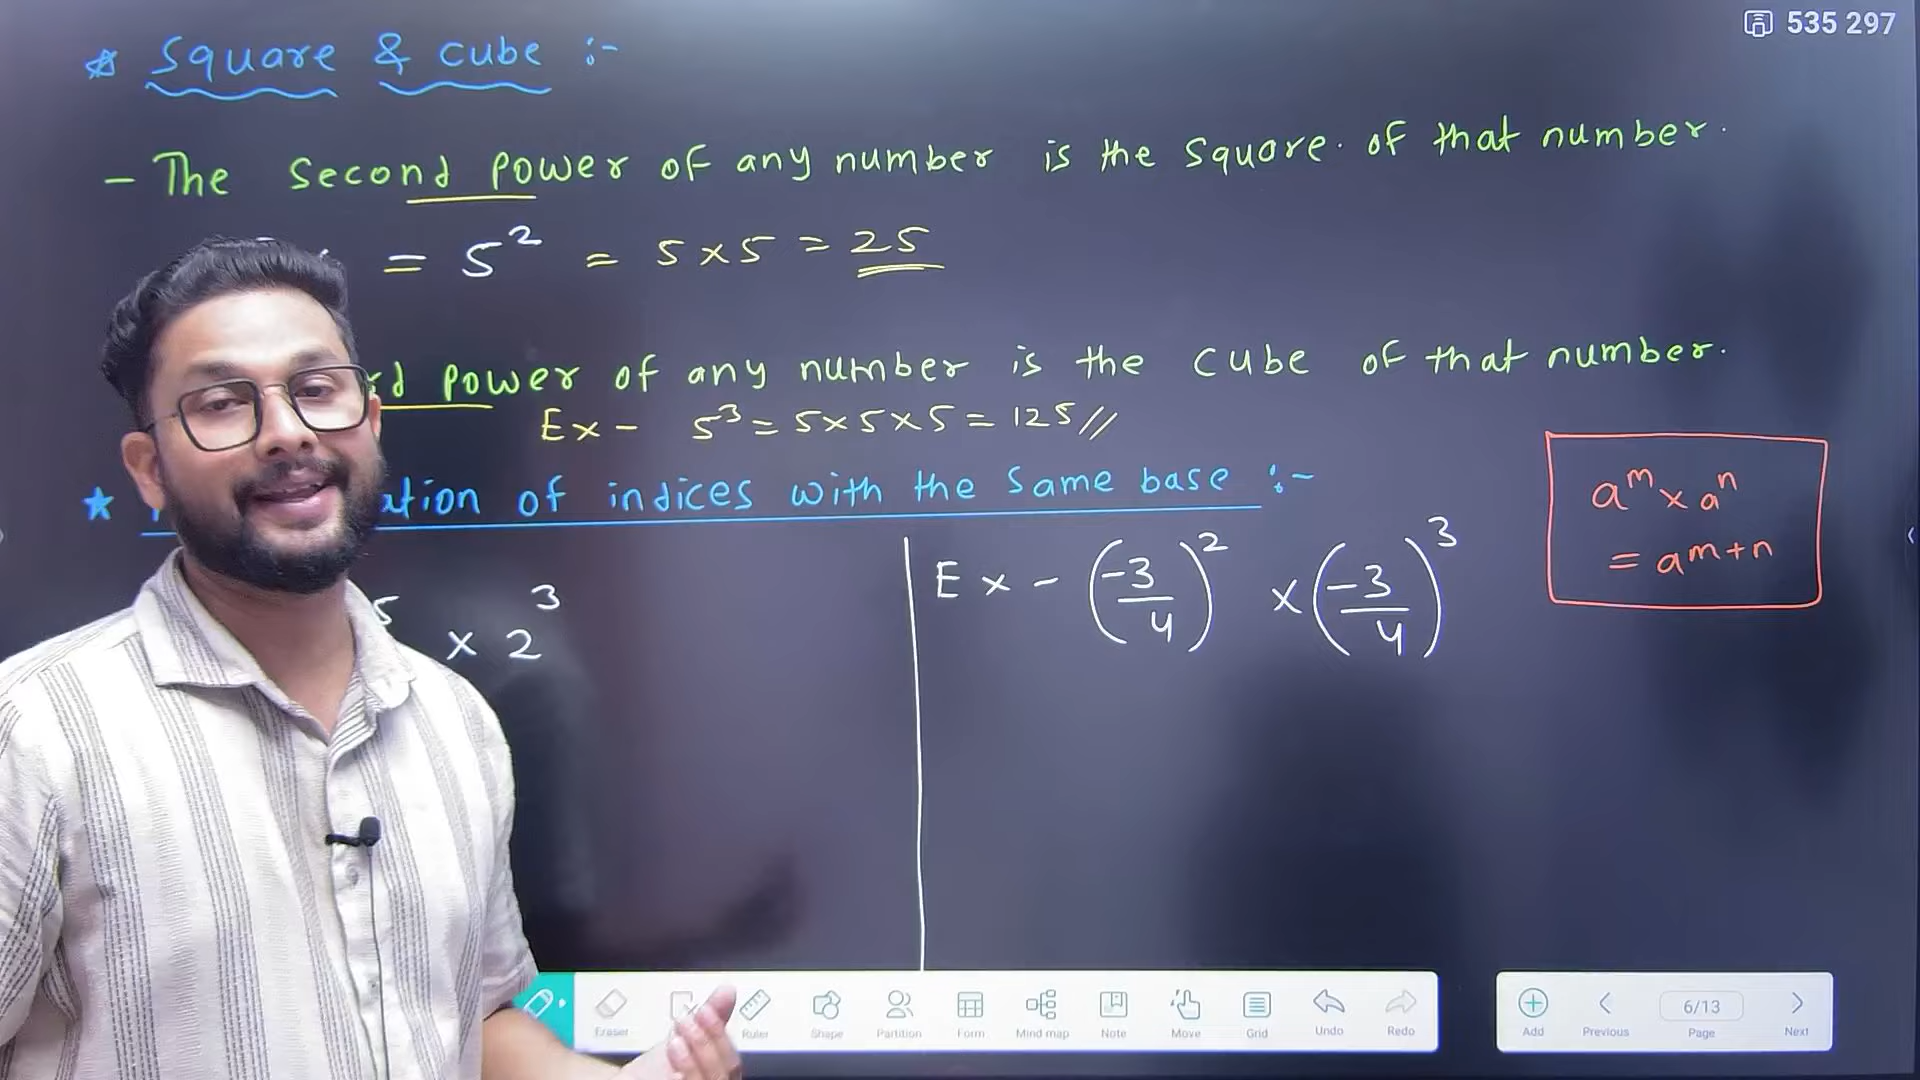 535 297
* Square & cube :-
- The second power of any number is the square. of that number.
= 5² = 5 × 5 = 25
rd power of any number is the cube of that number.
Ex - 5³ = 5×5×5 = 125//
★ ation of indices with the same base :-
aᵐ × aⁿ
= aᵐ⁺ⁿ
5 × 2³
Ex - (-3/4)² × (-3/4)³
Eraser Ruler Shape Partition Form Mind map Note Move Grid Undo Redo
Add Previous 6/13 Page Next